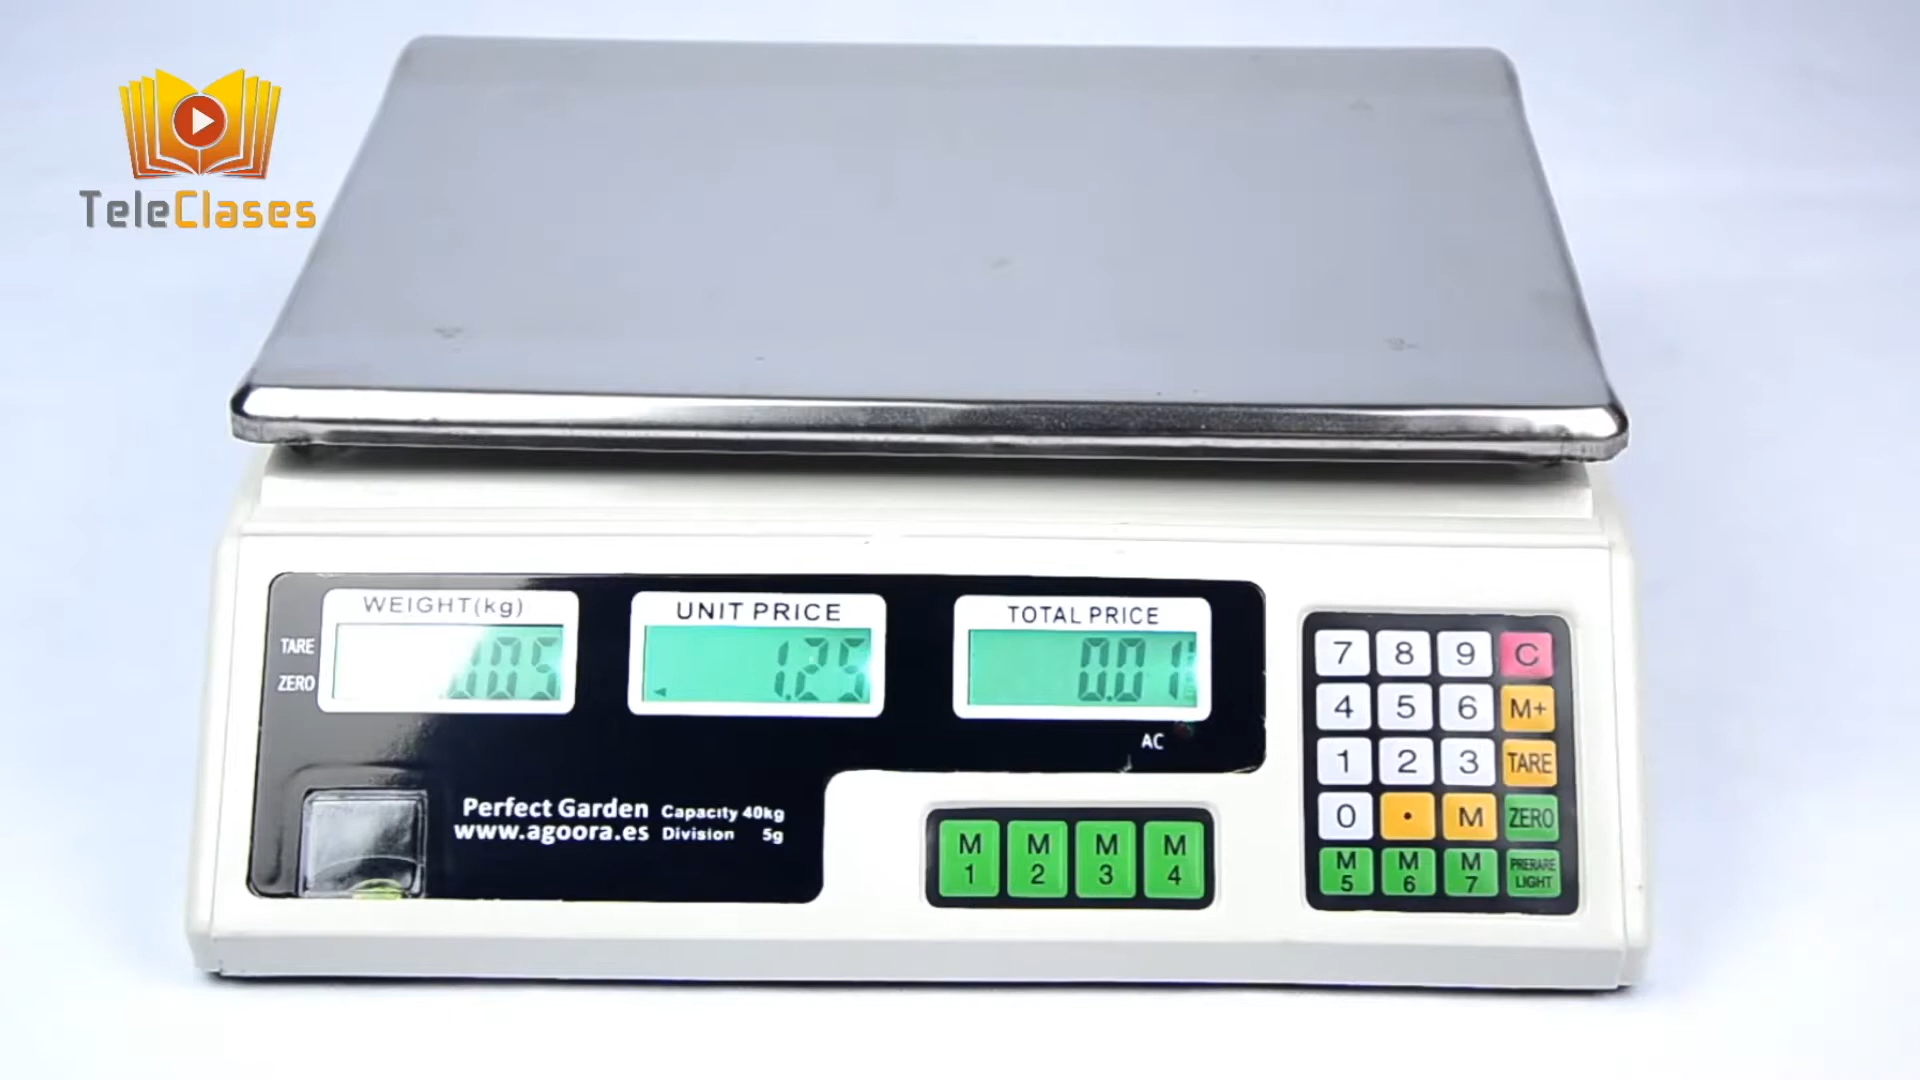 TeleClases
WEIGHT(kg)
UNIT PRICE
TOTAL PRICE
TARE
ZERO
1.25
0.01
AC
Perfect Garden Capacity 40kg
www.agoora.es Division 5g
M 1 M 2 M 3 M 4
7 8 9 C
4 5 6 M+
1 2 3 TARE
0 . M ZERO
M 5 M 6 M 7 PRERARE LIGHT